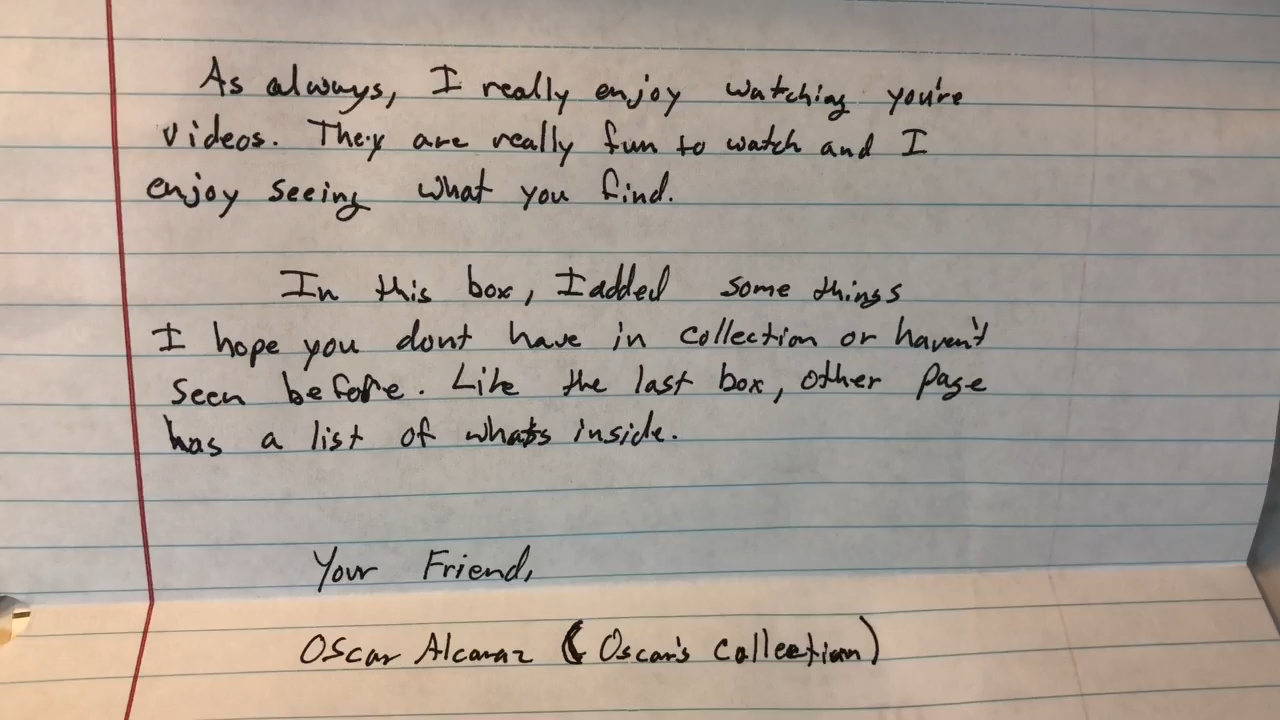 As always, I really enjoy watching you're
videos. They are really fun to watch and I
enjoy seeing what you find.
In this box, I added some things
I hope you dont have in collection or haven't
seen before. Like the last box, other page
has a list of whats inside.
Your Friend,
Oscar Alcaraz (Oscar's Collection)